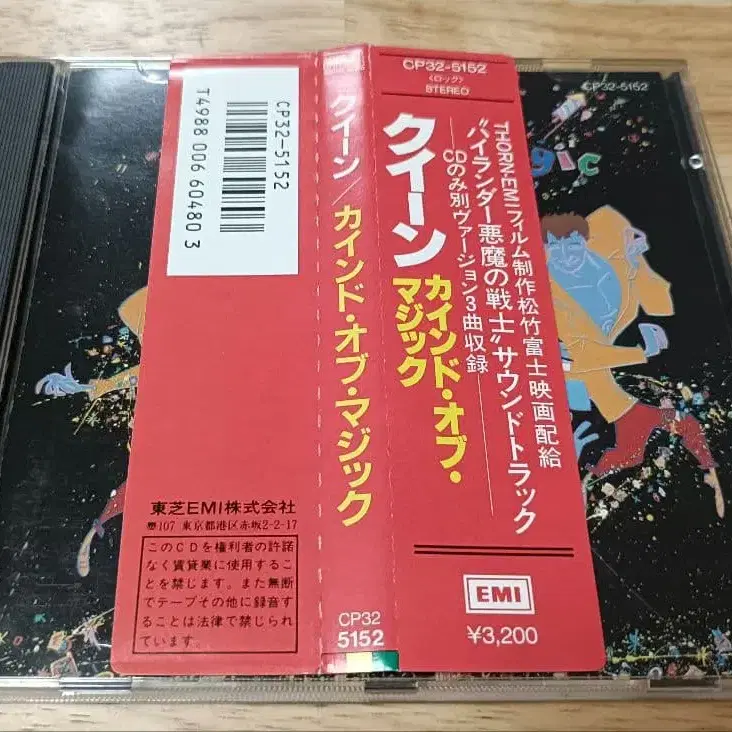 CP32-5152
T4988 006 60480 3
東芝EMI株式会社
〒107 東京都港区赤坂2-2-17
このCDを権利者の許諾
なく賃貸業に使用するこ
とを禁じます。また無断
でテープその他に録音す
ることは法律で禁じられ
ています。
EMI
クイーン/カインド・オブ・マジック
CP32
5152
CP32-5152
〈ロック〉
STEREO
THORN EMIフィルム制作松竹富士映画配給
"ハイランダー悪魔の戦士"サウンドトラック
CDのみ別ヴァージョン3曲収録
クイーン
カインド・オブ・
マジック
EMI
¥3,200
CP32-5152
gic